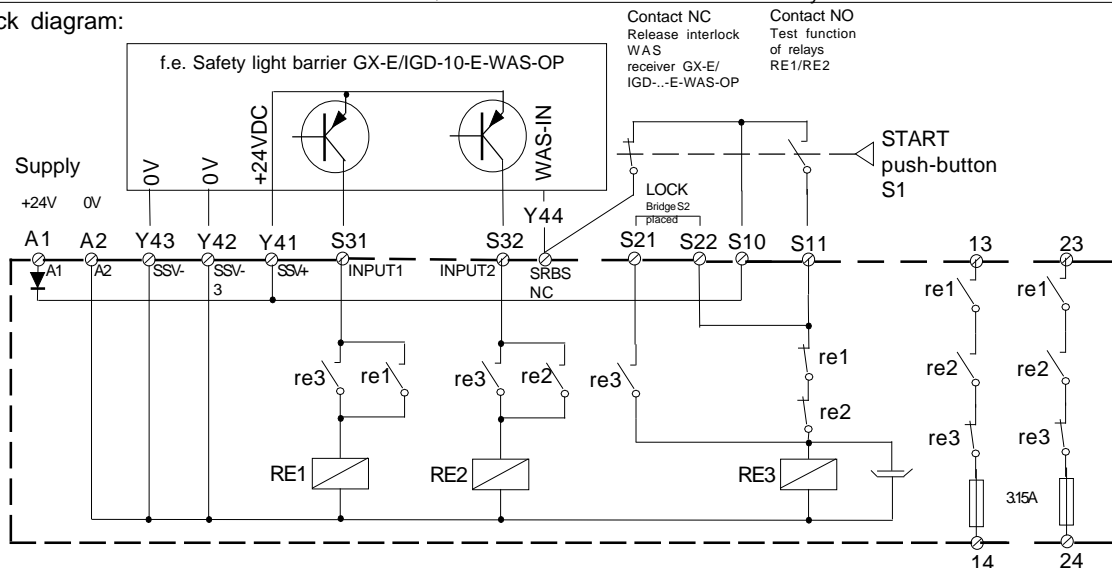 ck diagram:
Contact NC
Release interlock
WAS
receiver GX-E/
IGD-..-E-WAS-OP
Contact NO
Test function
of relays
RE1/RE2
f.e. Safety light barrier GX-E/IGD-10-E-WAS-OP
0V
0V
+24VDC
WAS-IN
START
push-button
S1
Supply
+24V 0V
LOCK
Bridge S2
placed
Y44
A1 A2 Y43 Y42 Y41 S31 S32 S21 S22 S10 S11 13 23
A1 A2 SSV- SSV- SSV+ INPUT1 INPUT2 SRBS
3
NC
re1 re1
re3 re1 re3 re2 re3 re1
re2 re2
re2
re3 re3
RE1 RE2 RE3
3.15A
14 24